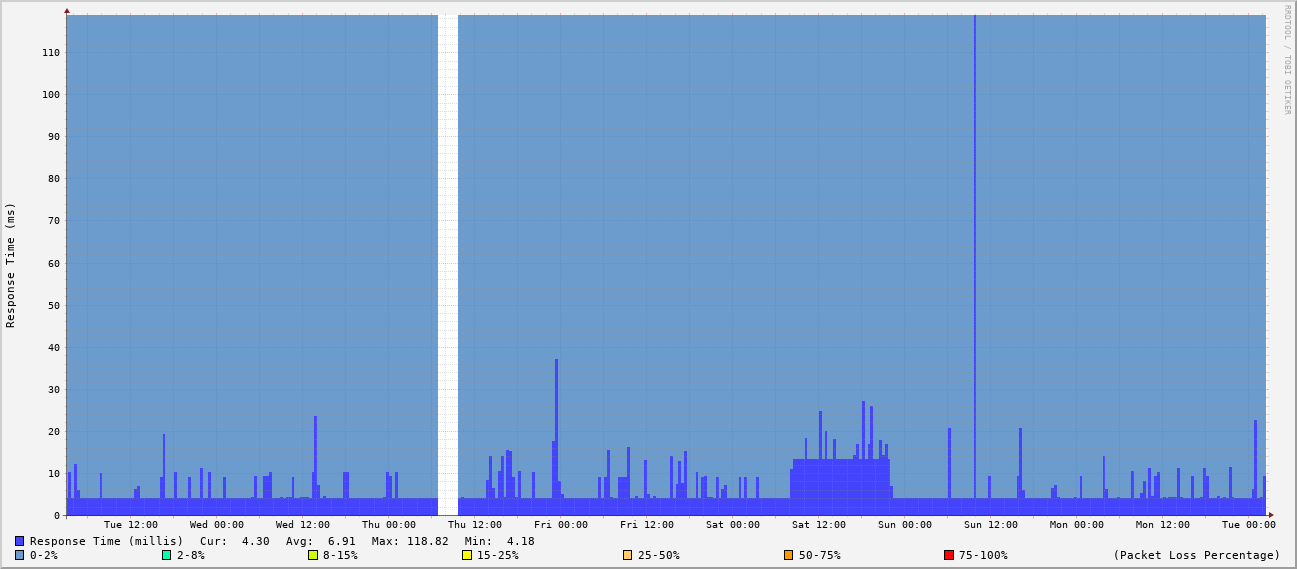 RRDTOOL / TOBI OETIKER
Response Time (ms)
110
100
90
80
70
60
50
40
30
20
10
0
Tue 12:00 Wed 00:00 Wed 12:00 Thu 00:00 Thu 12:00 Fri 00:00 Fri 12:00 Sat 00:00 Sat 12:00 Sun 00:00 Sun 12:00 Mon 00:00 Mon 12:00 Tue 00:00
Response Time (millis) Cur: 4.30 Avg: 6.91 Max: 118.82 Min: 4.18
0-2% 2-8% 8-15% 15-25% 25-50% 50-75% 75-100% (Packet Loss Percentage)